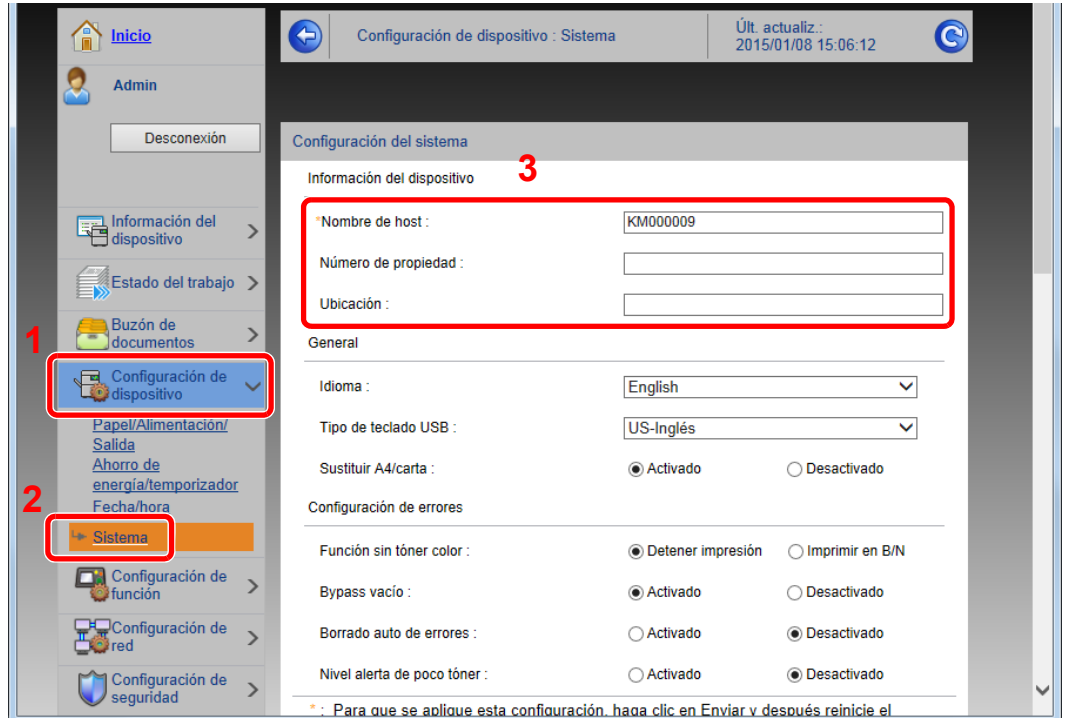 Inicio
Admin
Desconexión
Información del
dispositivo
Estado del trabajo
Buzón de
documentos
1
Configuración de
dispositivo
Papel/Alimentación/
Salida
Ahorro de
energía/temporizador
Fecha/hora
2
Sistema
Configuración de
función
Configuración de
red
Configuración de
seguridad
Configuración de dispositivo : Sistema
Últ. actualiz.:
2015/01/08 15:06:12
Configuración del sistema
3
Información del dispositivo
*Nombre de host : KM000009
Número de propiedad :
Ubicación :
General
Idioma : English
Tipo de teclado USB : US-Inglés
Sustituir A4/carta : Activado Desactivado
Configuración de errores
Función sin tóner color : Detener impresión Imprimir en B/N
Bypass vacío : Activado Desactivado
Borrado auto de errores : Activado Desactivado
Nivel alerta de poco tóner : Activado Desactivado
* : Para que se aplique esta configuración, haga clic en Enviar y después reinicie el